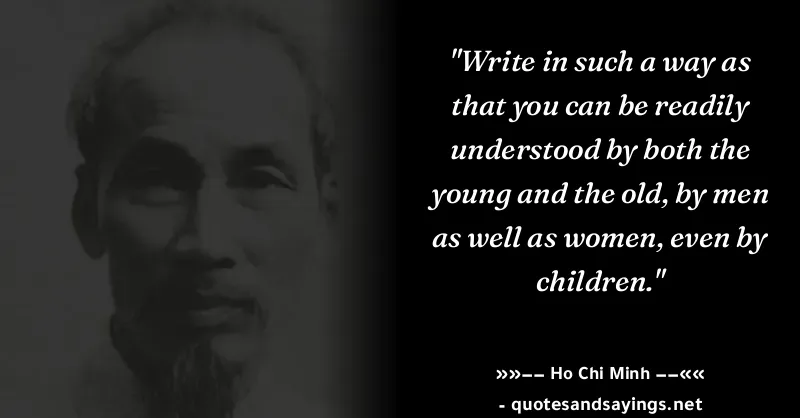 "Write in such a way as
that you can be readily
understood by both the
young and the old, by men
as well as women, even by
children."
»»−− Ho Chi Minh −−««
- quotesandsayings.net